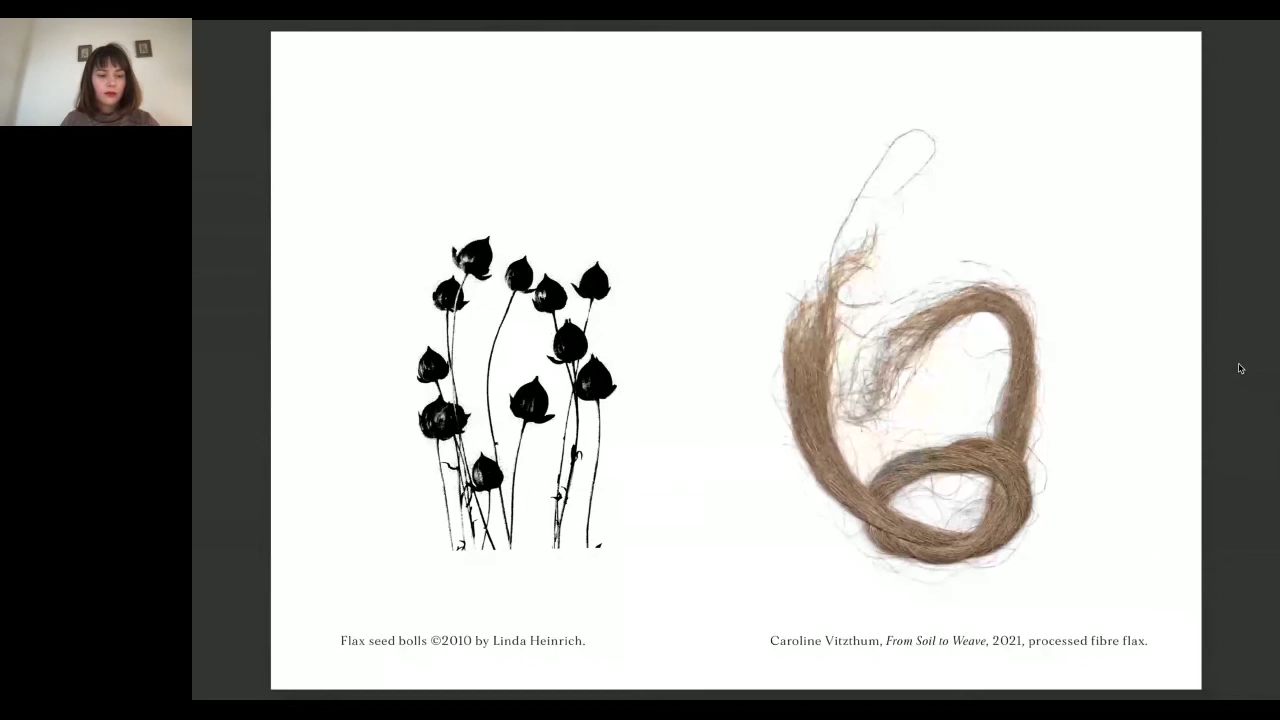 Flax seed bolls ©2010 by Linda Heinrich.
Caroline Vitzthum, From Soil to Weave, 2021, processed fibre flax.